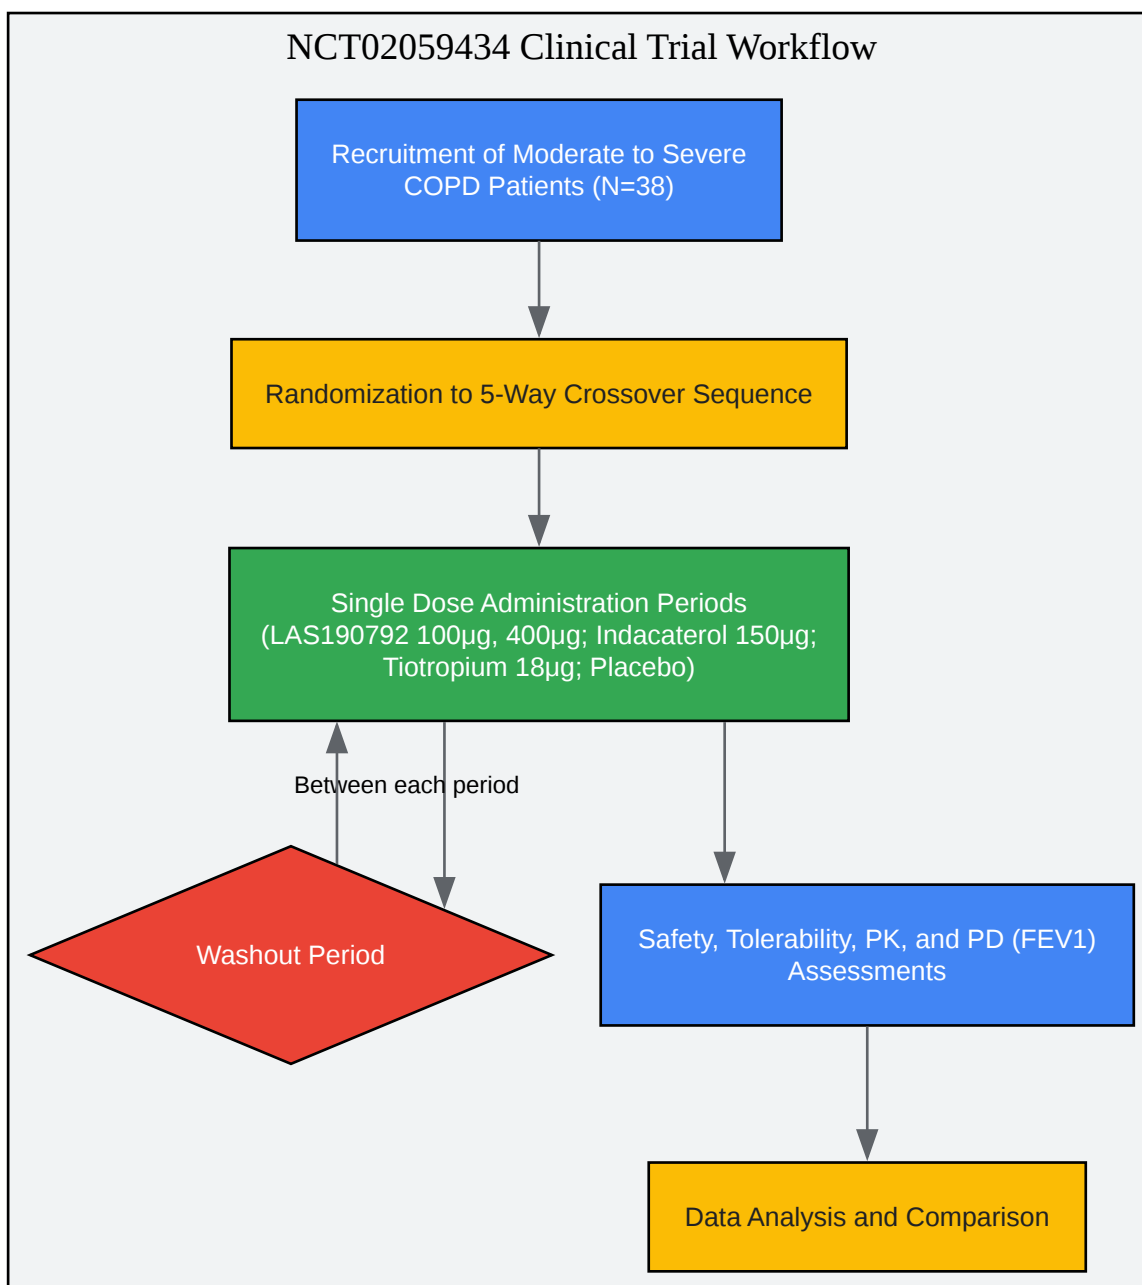 NCT02059434 Clinical Trial Workflow
Recruitment of Moderate to Severe
COPD Patients (N=38)
Randomization to 5-Way Crossover Sequence
Single Dose Administration Periods
(LAS190792 100μg, 400μg; Indacaterol 150μg;
Tiotropium 18μg; Placebo)
Between each period
Washout Period
Safety, Tolerability, PK, and PD (FEV1)
Assessments
Data Analysis and Comparison